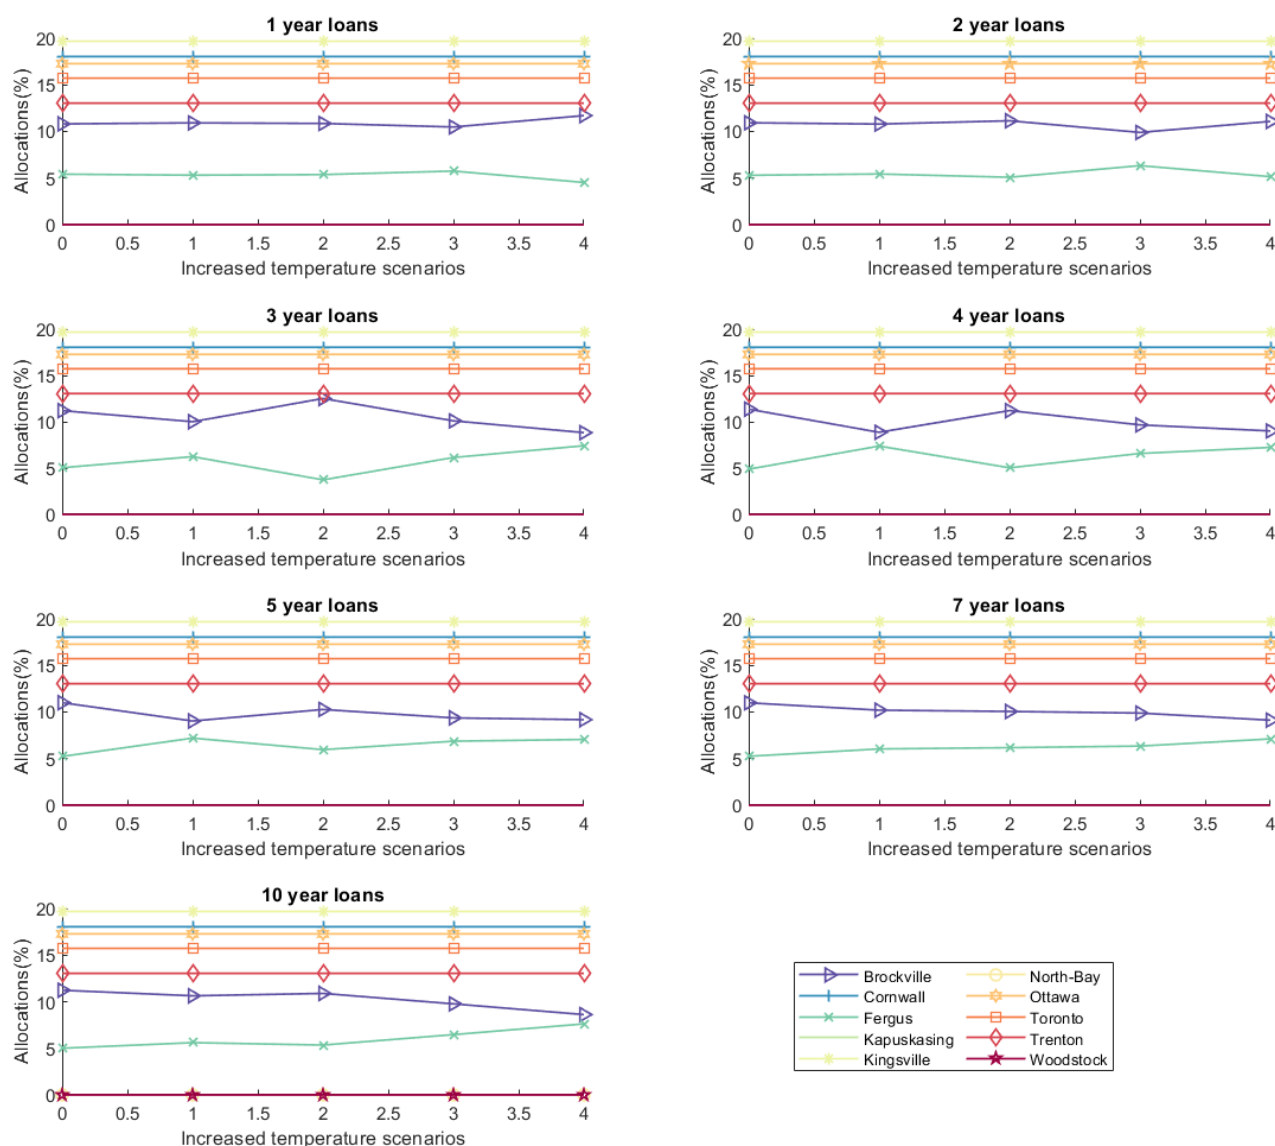 1 year loans
20
15
10
5
0
Allocations(%)
0 0.5 1 1.5 2 2.5 3 3.5 4
Increased temperature scenarios
2 year loans
20
15
10
5
0
Allocations(%)
0 0.5 1 1.5 2 2.5 3 3.5 4
Increased temperature scenarios
3 year loans
20
15
10
5
0
Allocations(%)
0 0.5 1 1.5 2 2.5 3 3.5 4
Increased temperature scenarios
4 year loans
20
15
10
5
0
Allocations(%)
0 0.5 1 1.5 2 2.5 3 3.5 4
Increased temperature scenarios
5 year loans
20
15
10
5
0
Allocations(%)
0 0.5 1 1.5 2 2.5 3 3.5 4
Increased temperature scenarios
7 year loans
20
15
10
5
0
Allocations(%)
0 0.5 1 1.5 2 2.5 3 3.5 4
Increased temperature scenarios
10 year loans
20
15
10
5
0
Allocations(%)
0 0.5 1 1.5 2 2.5 3 3.5 4
Increased temperature scenarios
Brockville
Cornwall
Fergus
Kapuskasing
Kingsville
North-Bay
Ottawa
Toronto
Trenton
Woodstock